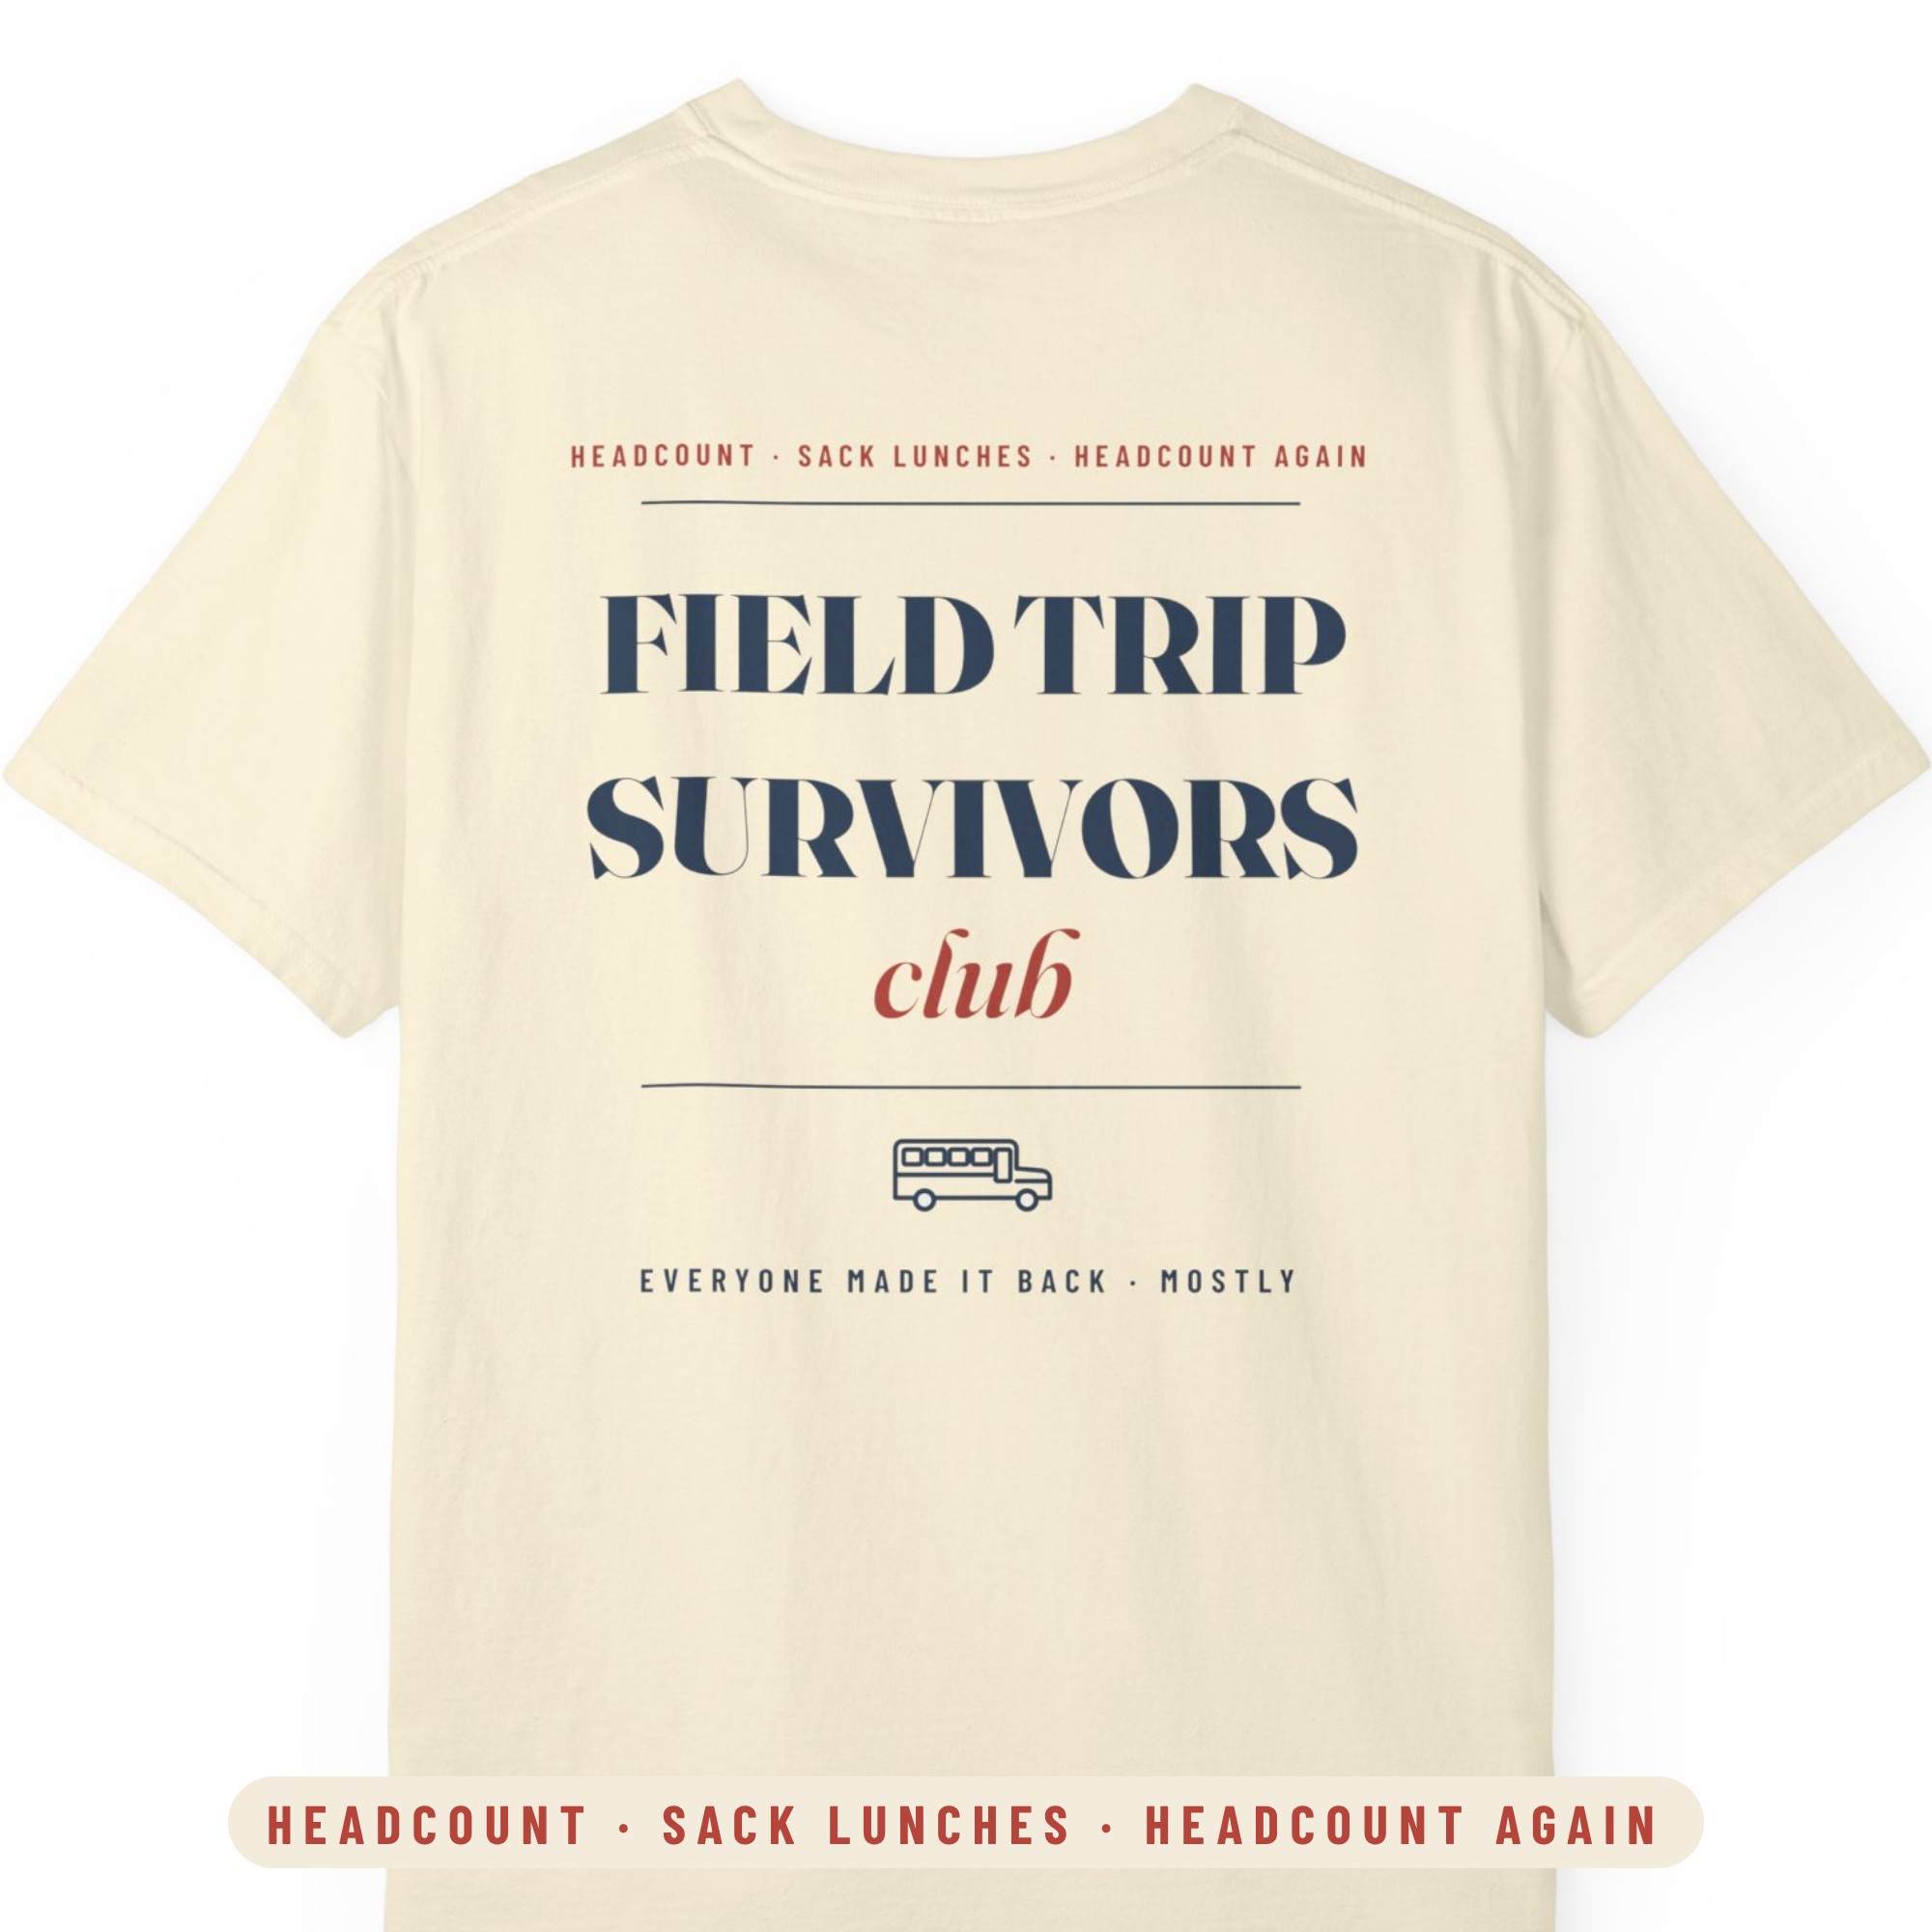 HEADCOUNT · SACK LUNCHES · HEADCOUNT AGAIN
FIELD TRIP
SURVIVORS
club
EVERYONE MADE IT BACK · MOSTLY
HEADCOUNT · SACK LUNCHES · HEADCOUNT AGAIN